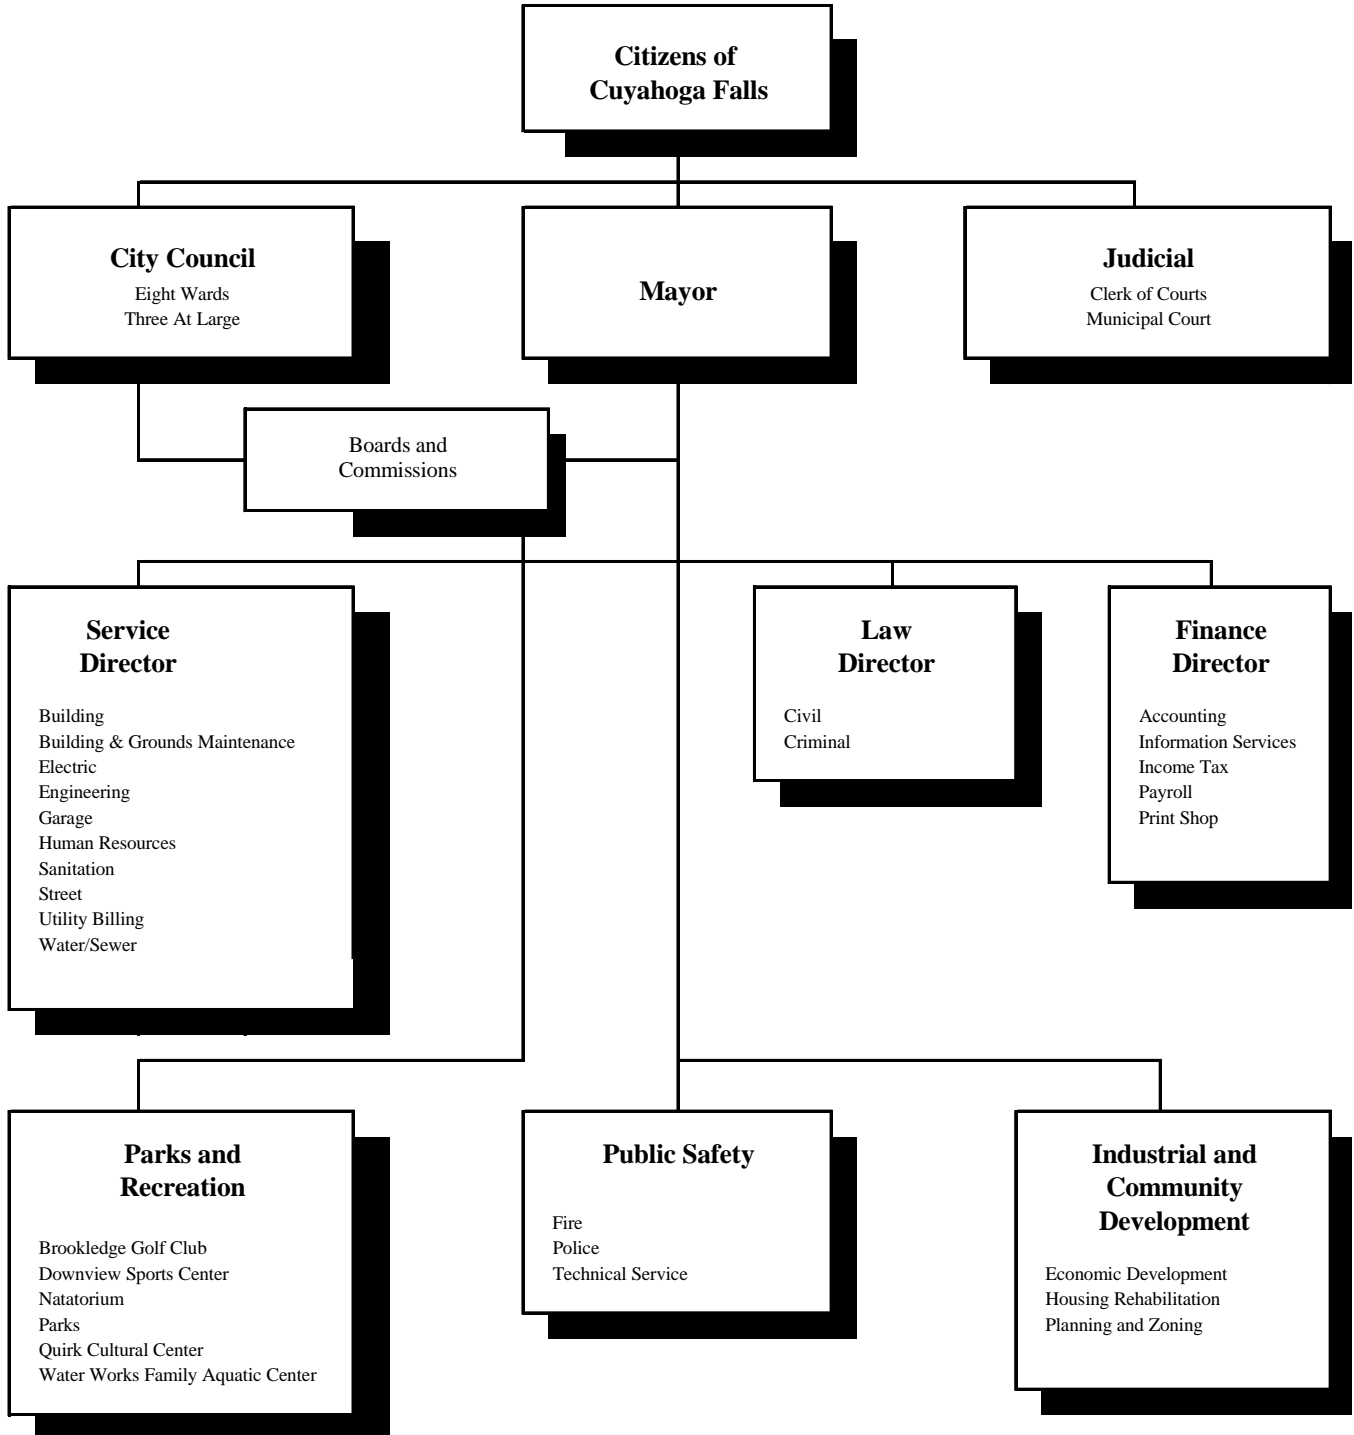 Citizens of
Cuyahoga Falls
City Council
Eight Wards
Three At Large
Mayor
Judicial
Clerk of Courts
Municipal Court
Boards and
Commissions
Service
Director
Building
Building & Grounds Maintenance
Electric
Engineering
Garage
Human Resources
Sanitation
Street
Utility Billing
Water/Sewer
Law
Director
Civil
Criminal
Finance
Director
Accounting
Information Services
Income Tax
Payroll
Print Shop
Parks and
Recreation
Brookledge Golf Club
Downview Sports Center
Natatorium
Parks
Quirk Cultural Center
Water Works Family Aquatic Center
Public Safety
Fire
Police
Technical Service
Industrial and
Community
Development
Economic Development
Housing Rehabilitation
Planning and Zoning